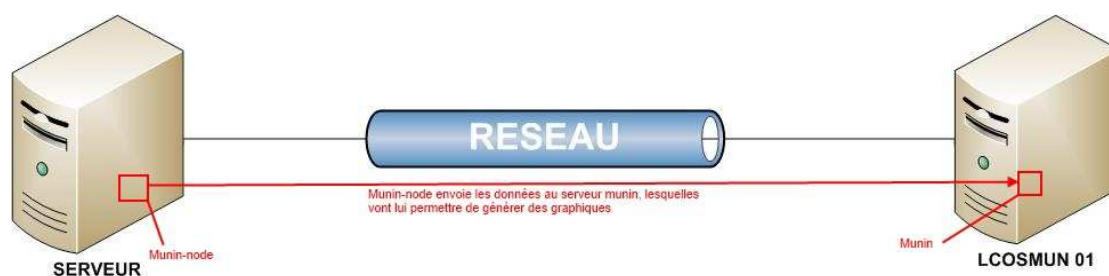 RESEAU
Munin-node envoie les données au serveur munin, lesquelles
vont lui permettre de générer des graphiques
Munin-node
Munin
SERVEUR
LCOSMUN 01